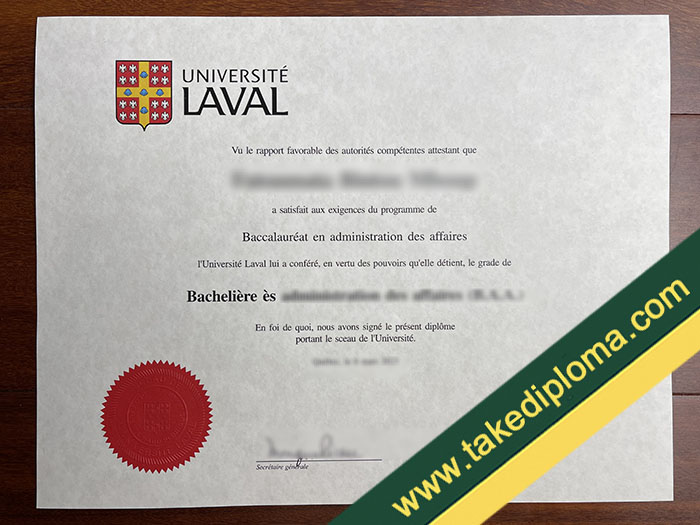 UNIVERSITÉ
LAVAL
Vu le rapport favorable des autorités compétentes attestant que
a satisfait aux exigences du programme de
Baccalauréat en administration des affaires
l'Université Laval lui a conféré, en vertu des pouvoirs qu'elle détient, le grade de
Bachelière ès
En foi de quoi, nous avons signé le présent diplôme
portant le sceau de l'Université.
Secrétaire générale
www.takediploma.com